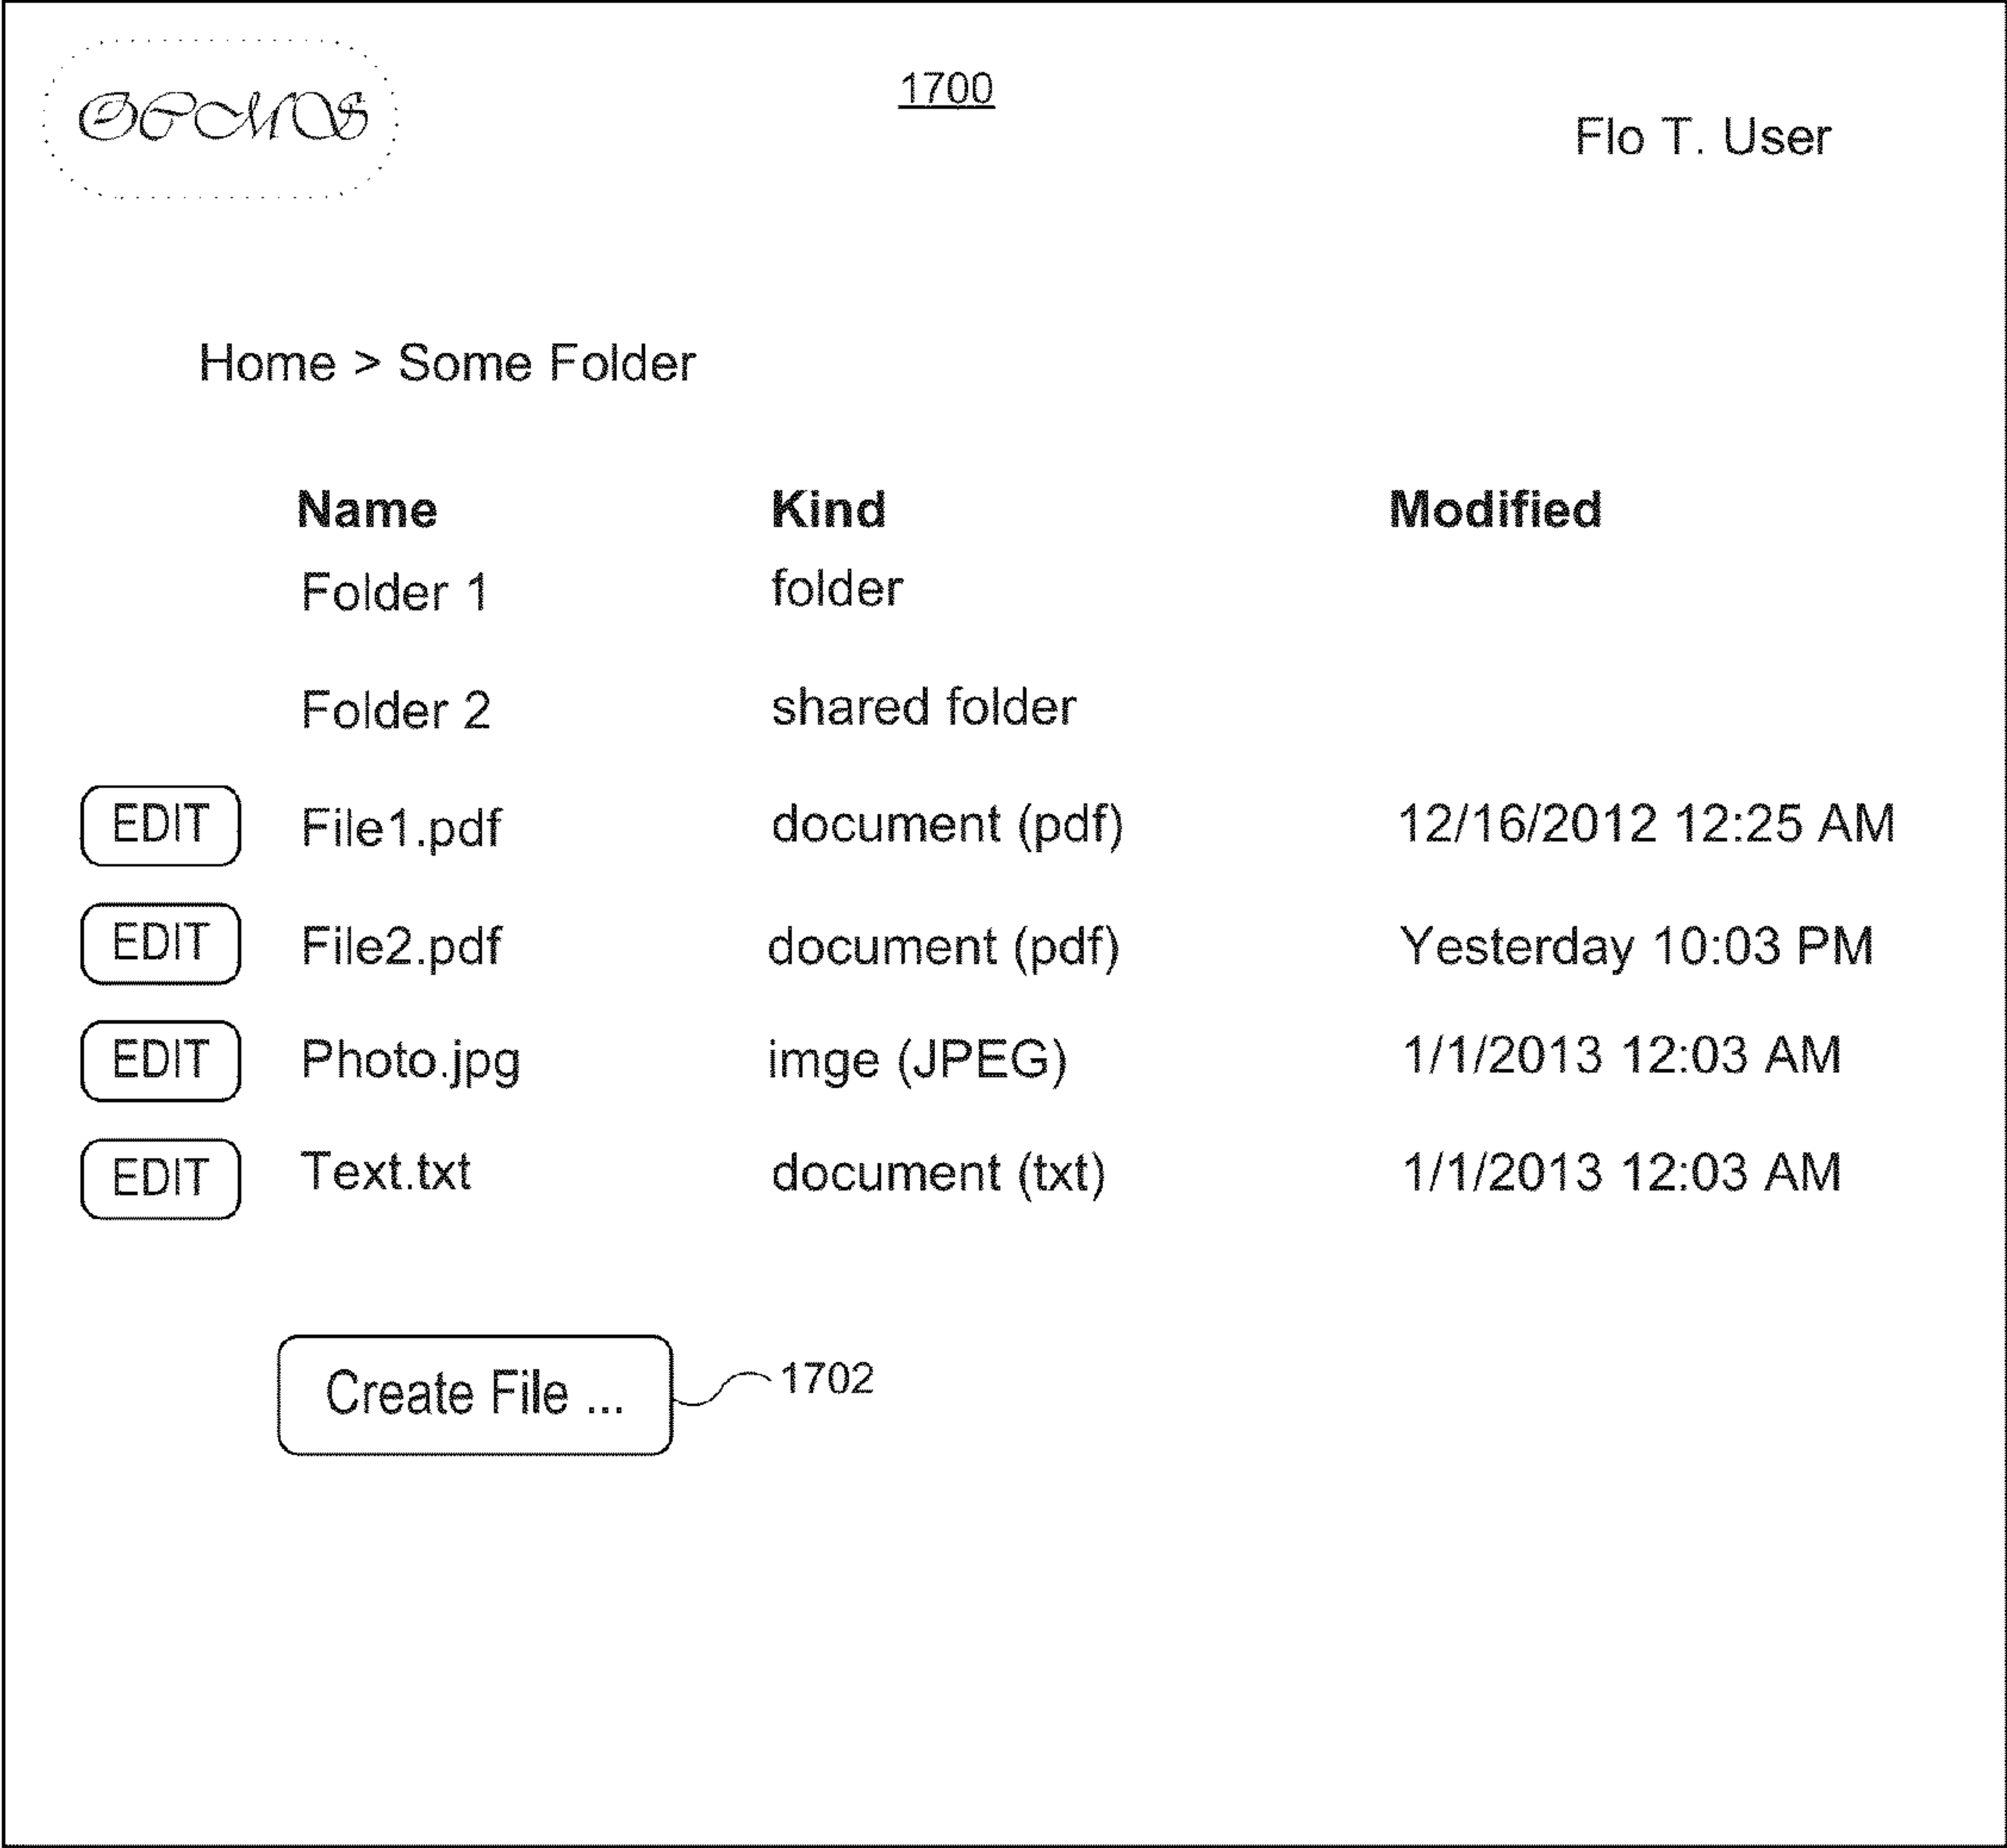 OCMS
1700
Flo T. User
Home > Some Folder
Name Kind Modified
Folder 1 folder
Folder 2 shared folder
EDIT File1.pdf document (pdf) 12/16/2012 12:25 AM
EDIT File2.pdf document (pdf) Yesterday 10:03 PM
EDIT Photo.jpg imge (JPEG) 1/1/2013 12:03 AM
EDIT Text.txt document (txt) 1/1/2013 12:03 AM
Create File ... 1702